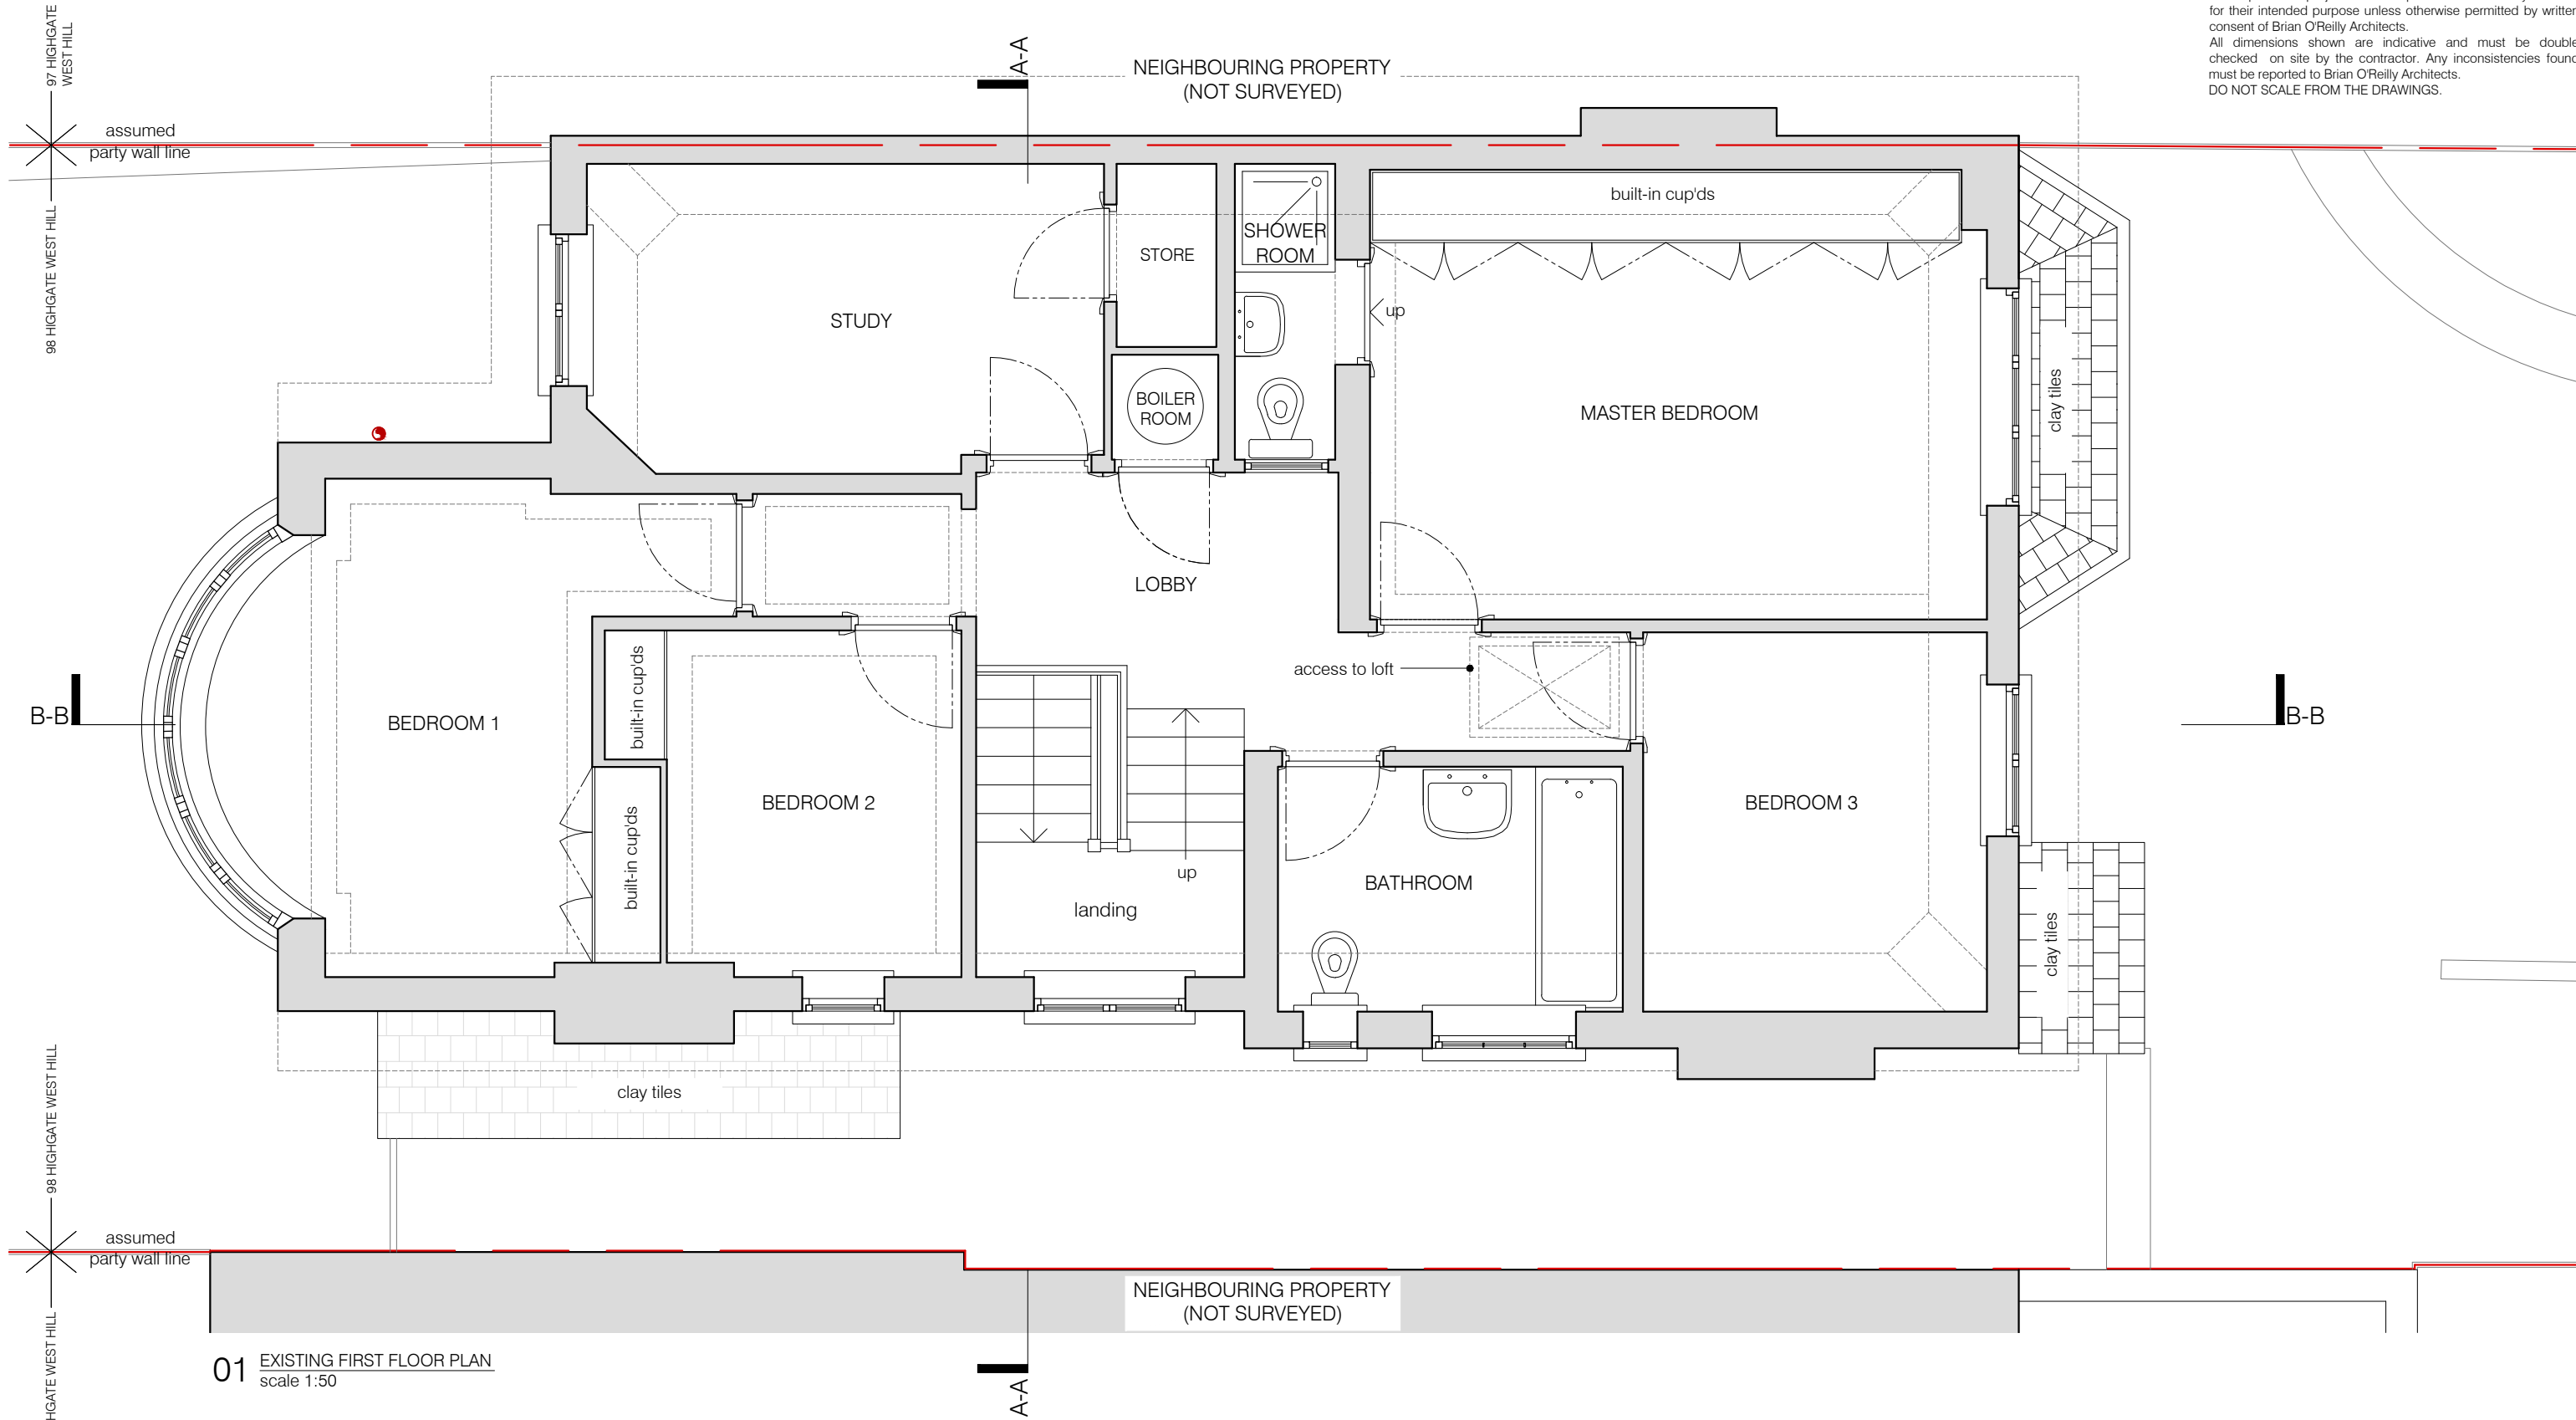 for their intended purpose unless otherwise permitted by written
consent of Brian O'Reilly Architects.
All dimensions shown are indicative and must be double
checked on site by the contractor. Any inconsistencies found
must be reported to Brian O'Reilly Architects.
DO NOT SCALE FROM THE DRAWINGS.
97 HIGHGATE
WEST HILL
A-A
NEIGHBOURING PROPERTY
(NOT SURVEYED)
assumed
party wall line
98 HIGHGATE WEST HILL
built-in cup'ds
SHOWER
ROOM
STORE
up
STUDY
BOILER
ROOM
MASTER BEDROOM
clay tiles
LOBBY
access to loft
B-B
BEDROOM 1
built-in cup'ds
built-in cup'ds
BEDROOM 2
BEDROOM 3
B-B
up
landing
BATHROOM
clay tiles
clay tiles
98 HIGHGATE WEST HILL
assumed
party wall line
HGATE WEST HILL
NEIGHBOURING PROPERTY
(NOT SURVEYED)
01 EXISTING FIRST FLOOR PLAN
scale 1:50
A-A